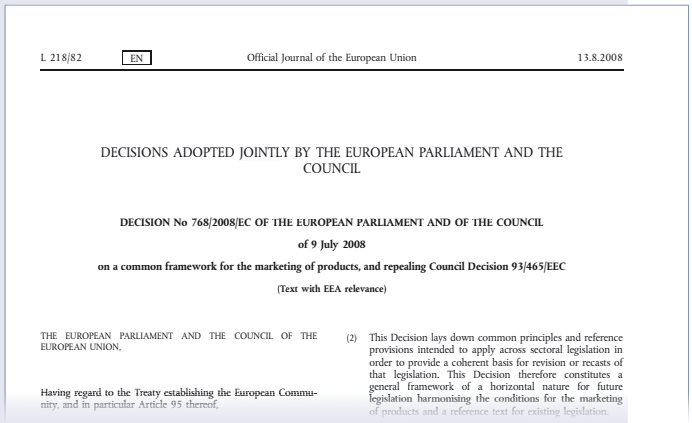 L 218/82
EN
Official Journal of the European Union
13.8.2008
DECISIONS ADOPTED JOINTLY BY THE EUROPEAN PARLIAMENT AND THE
COUNCIL
DECISION No 768/2008/EC OF THE EUROPEAN PARLIAMENT AND OF THE COUNCIL
of 9 July 2008
on a common framework for the marketing of products, and repealing Council Decision 93/465/EEC
(Text with EEA relevance)
THE EUROPEAN PARLIAMENT AND THE COUNCIL OF THE
EUROPEAN UNION,
Having regard to the Treaty establishing the European Commu-
nity, and in particular Article 95 thereof,
(2) This Decision lays down common principles and reference
provisions intended to apply across sectoral legislation in
order to provide a coherent basis for revision or recasts of
that legislation. This Decision therefore constitutes a
general framework of a horizontal nature for future
legislation harmonising the conditions for the marketing
of products and a reference text for existing legislation.